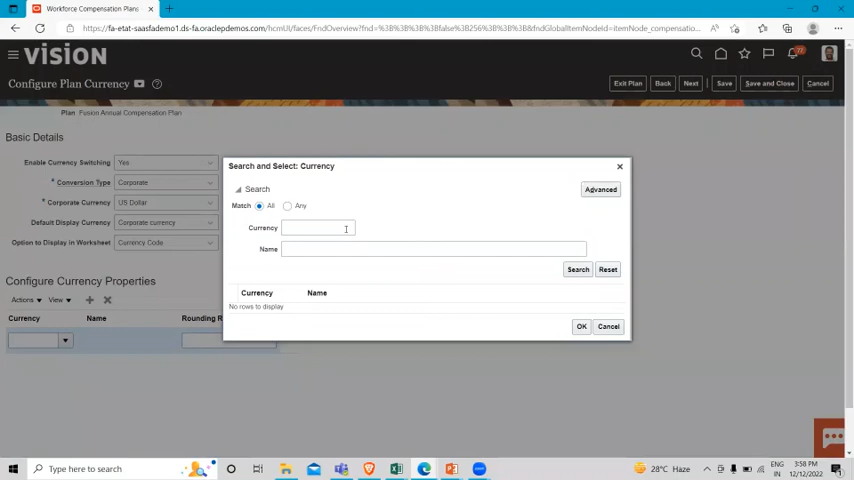 Workforce Compensation Plans
https://fa-etat-saasfademo1.ds-fa.oraclepdemos.com/hcmUI/faces/FndOverview?fnd=%3B%3B%3B%3Bfalse%3B256%3B%3B%3B&fndGlobalItemNodeId=itemNode_compensatio...
VISION
77
Configure Plan Currency
Exit Plan Back Next Save Save and Close Cancel
Plan Fusion Annual Compensation Plan
Basic Details
Enable Currency Switching Yes
* Conversion Type Corporate
* Corporate Currency US Dollar
Default Display Currency Corporate currency
Option to Display in Worksheet Currency Code
Configure Currency Properties
Actions View
Currency Name Rounding R
Search and Select: Currency
Search Advanced
Match All Any
Currency
Name
Search Reset
Currency Name
No rows to display
OK Cancel
Type here to search
28°C Haze
ENG
IN
3:58 PM
12/12/2022